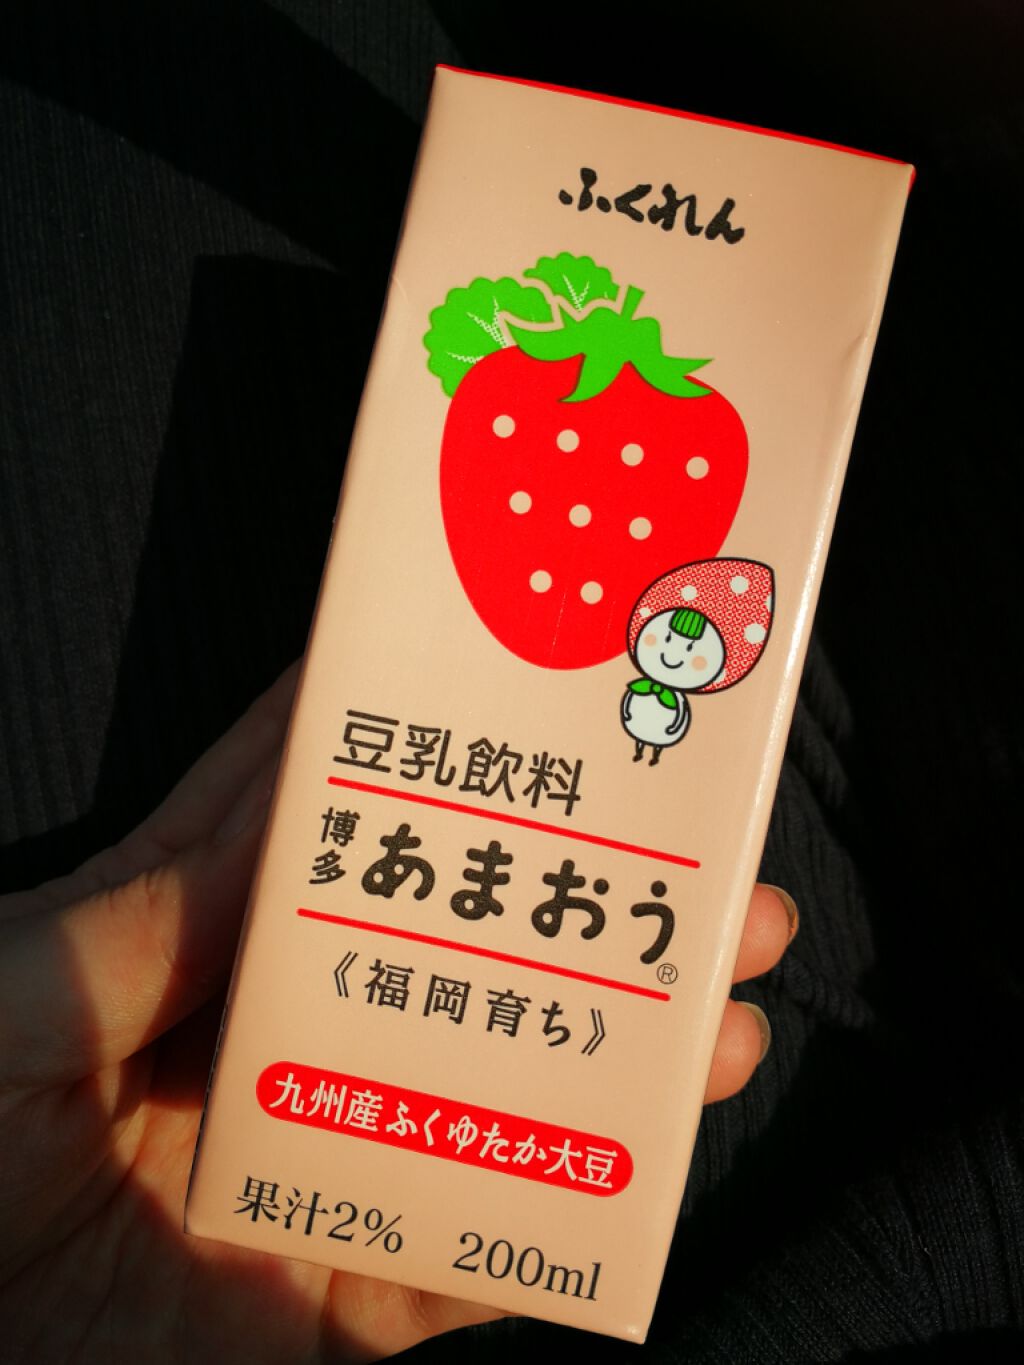 ふくれん
豆乳飲料
博多 あまおう®
《福岡育ち》
九州産ふくゆたか大豆
果汁2% 200ml